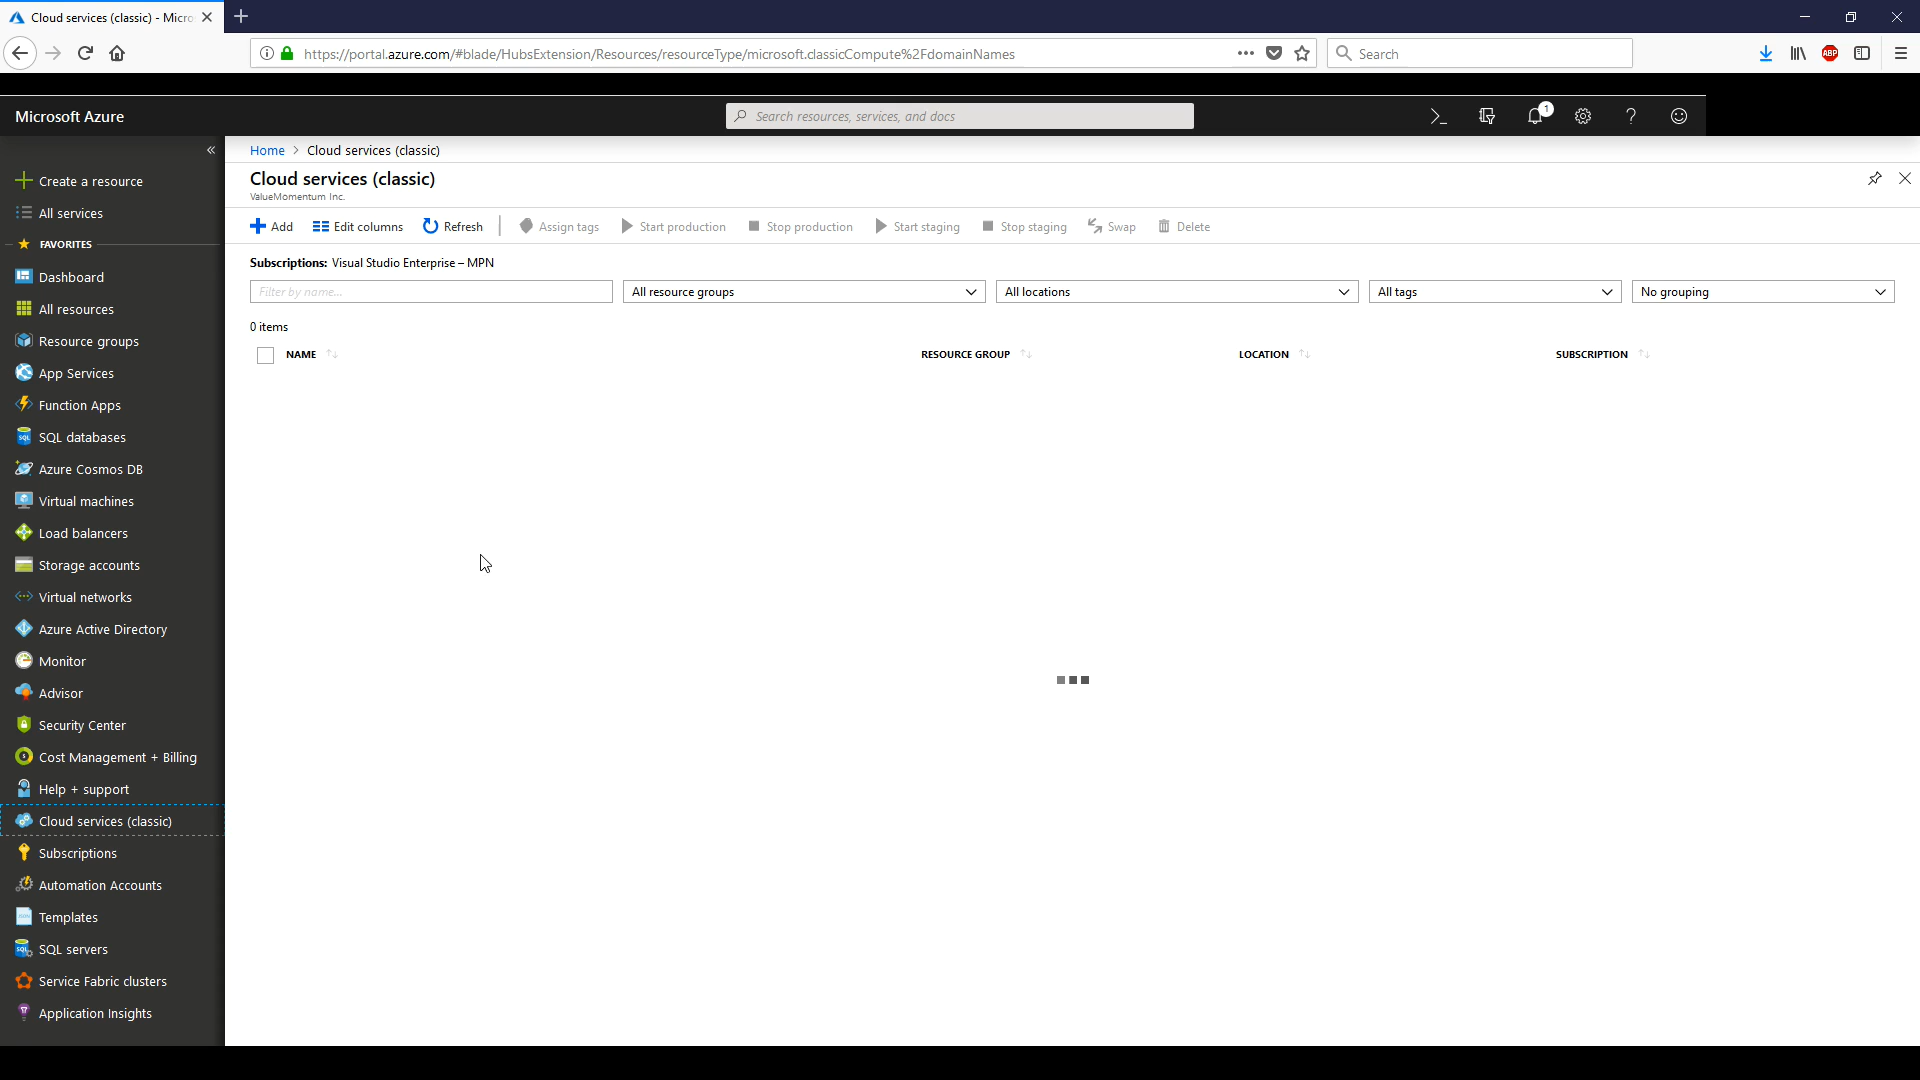 Cloud services (classic) - Micro
https://portal.azure.com/#blade/HubsExtension/Resources/resourceType/microsoft.classicCompute%2FdomainNames
Search
ABP
Microsoft Azure
Search resources, services, and docs
1
Home > Cloud services (classic)
Cloud services (classic)
ValueMomentum Inc.
Add
Edit columns
Refresh
Assign tags
Start production
Stop production
Start staging
Stop staging
Swap
Delete
Subscriptions: Visual Studio Enterprise – MPN
Filter by name...
All resource groups
All locations
All tags
No grouping
0 items
NAME
RESOURCE GROUP
LOCATION
SUBSCRIPTION
Create a resource
All services
FAVORITES
Dashboard
All resources
Resource groups
App Services
Function Apps
SQL databases
Azure Cosmos DB
Virtual machines
Load balancers
Storage accounts
Virtual networks
Azure Active Directory
Monitor
Advisor
Security Center
Cost Management + Billing
Help + support
Cloud services (classic)
Subscriptions
Automation Accounts
Templates
SQL servers
Service Fabric clusters
Application Insights